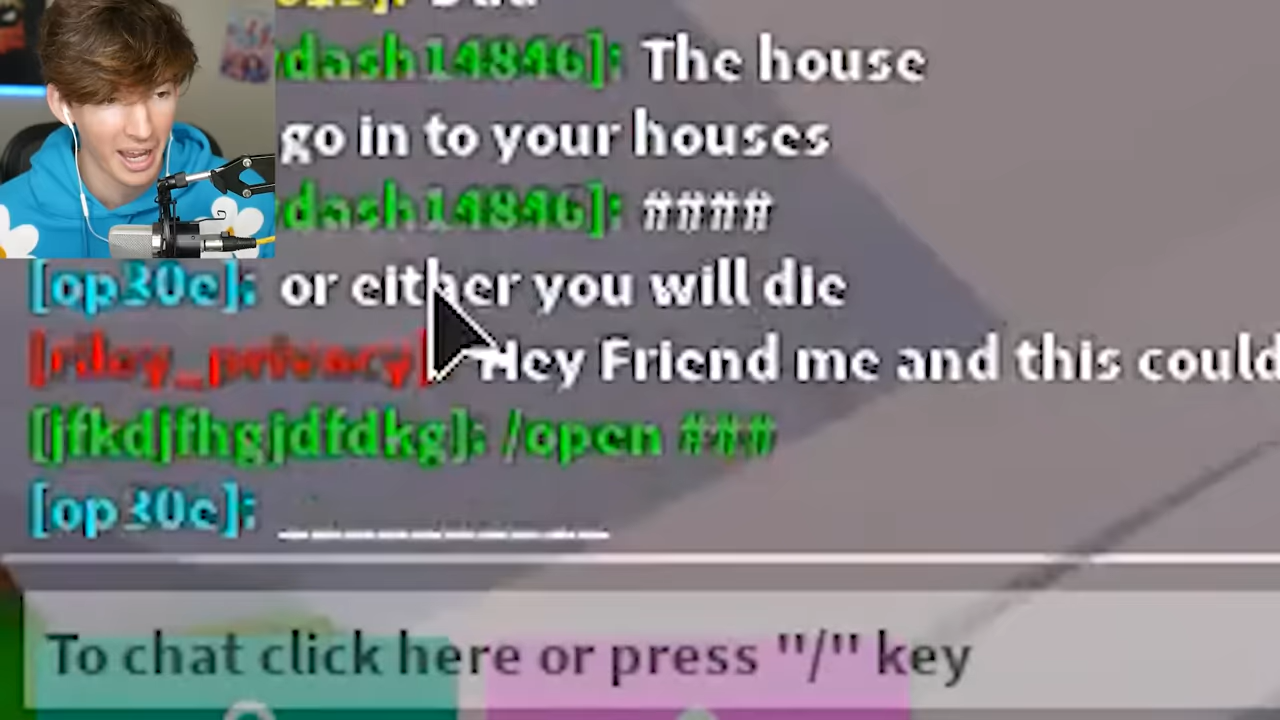 dash14846]: The house
go in to your houses
dash14846]: ####
[op30e]: or either you will die
[riley_privacy] Hey Friend me and this could
[jfkdjfhgjdfdkg]: /open ###
[op30e]: __________
To chat click here or press "/" key